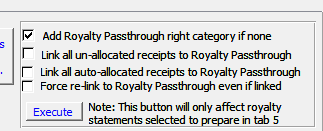 Add Royalty Passthrough right category if none
Link all un-allocated receipts to Royalty Passthrough
Link all auto-allocated receipts to Royalty Passthrough
Force re-link to Royalty Passthrough even if linked
s
.
Execute
Note: This button will only affect royalty
statements selected to prepare in tab 5